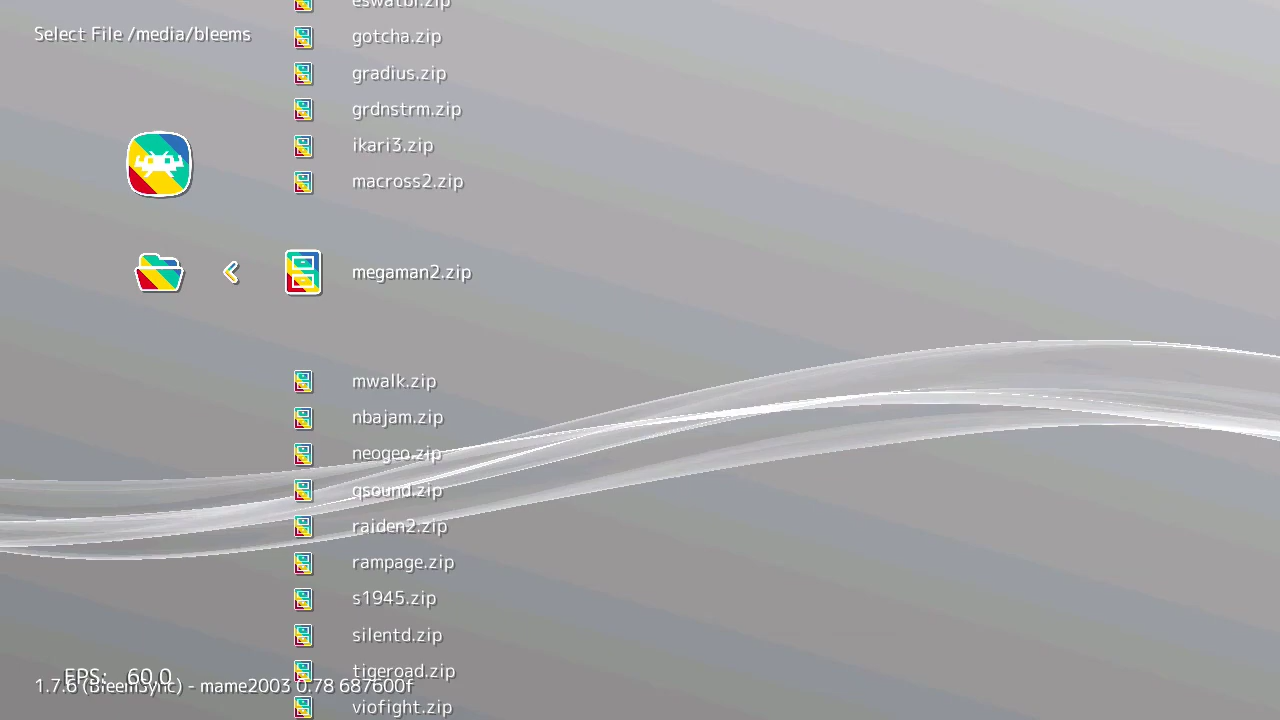 eswatbl.zip
Select File /media/bleems
gotcha.zip
gradius.zip
grdnstrm.zip
ikari3.zip
macross2.zip
megaman2.zip
mwalk.zip
nbajam.zip
neogeo.zip
qsound.zip
raiden2.zip
rampage.zip
s1945.zip
silentd.zip
tigeroad.zip
FPS: 60.0
1.7.6 (BleemSync) - mame2003 0.78 687600f
viofight.zip